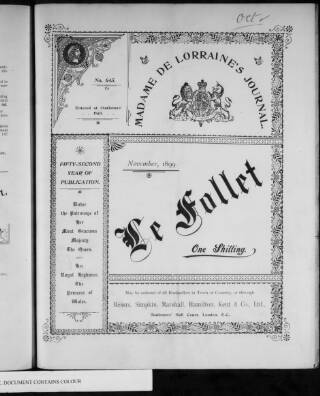 Oct
No. 645.
Entered at Stationers'
Hall.
MADAME DE LORRAINE'S JOURNAL.
FIFTY-SECOND
YEAR OF
PUBLICATION.
Under
the Patronage of
Her
Most Gracious
Majesty
The Queen
Her
Royal Highness
The
Princess of
Wales.
November, 1899.
Le Follet
One Shilling.
May be ordered of all Booksellers in Town or Country, or through
Messrs. Simpkin, Marshall, Hamilton, Kent & Co., Ltd.,
Stationers' Hall Court, London, E.C.
DOCUMENT CONTAINS COLOUR